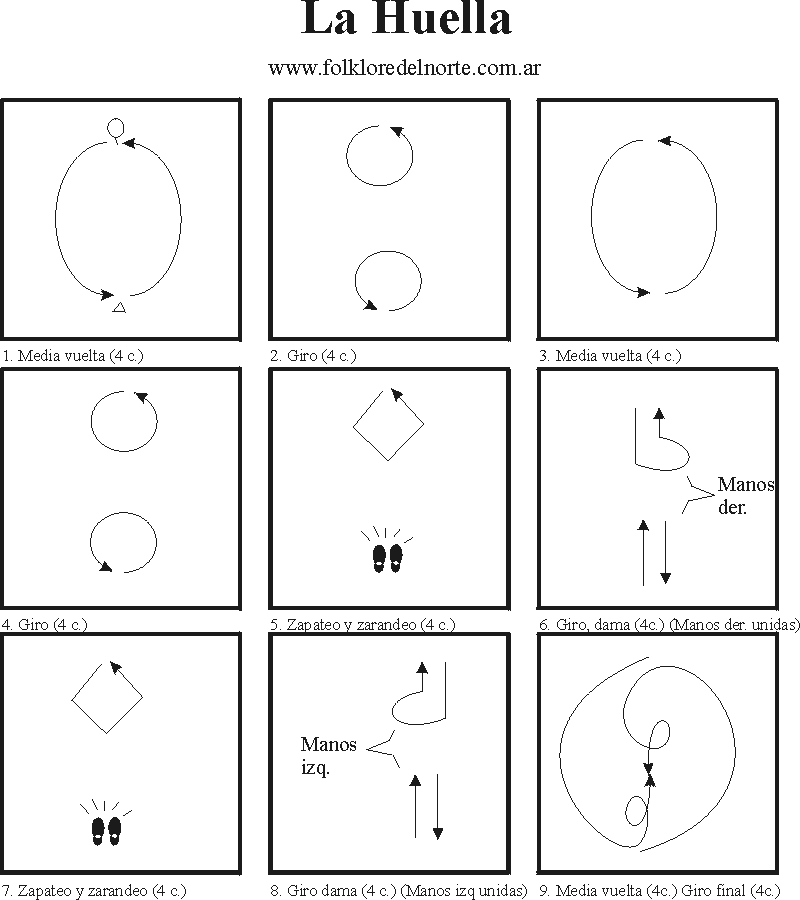 La Huella
www.folkloredelnorte.com.ar
1. Media vuelta (4 c.)
2. Giro (4 c.)
3. Media vuelta (4 c.)
4. Giro (4 c.)
5. Zapateo y zarandeo (4 c.)
Manos
der.
6. Giro, dama (4c.) (Manos der. unidas)
7. Zapateo y zarandeo (4 c.)
Manos
izq.
8. Giro dama (4 c.) (Manos izq unidas)
9. Media vuelta (4c.) Giro final (4c.)